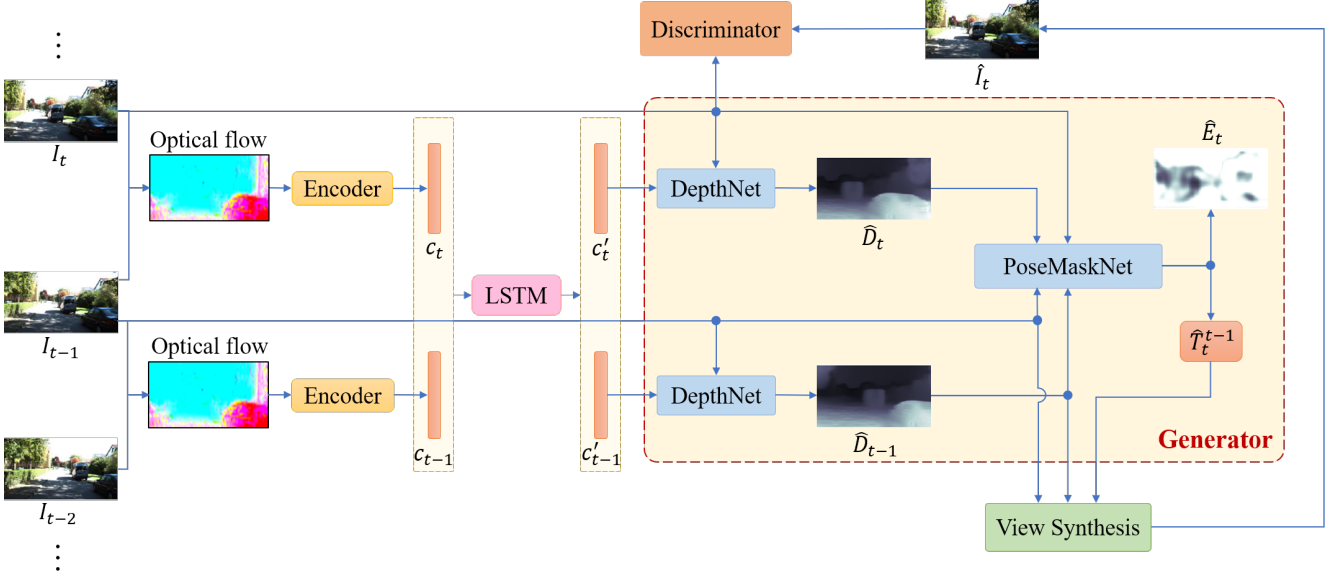 ⋮
Discriminator
Î_t
I_t
Optical flow
Encoder
c_t
c′_t
DepthNet
D̂_t
Ê_t
PoseMaskNet
LSTM
I_{t−1}
T̂_t^{t−1}
Optical flow
Encoder
c_{t−1}
c′_{t−1}
DepthNet
D̂_{t−1}
Generator
I_{t−2}
View Synthesis
⋮